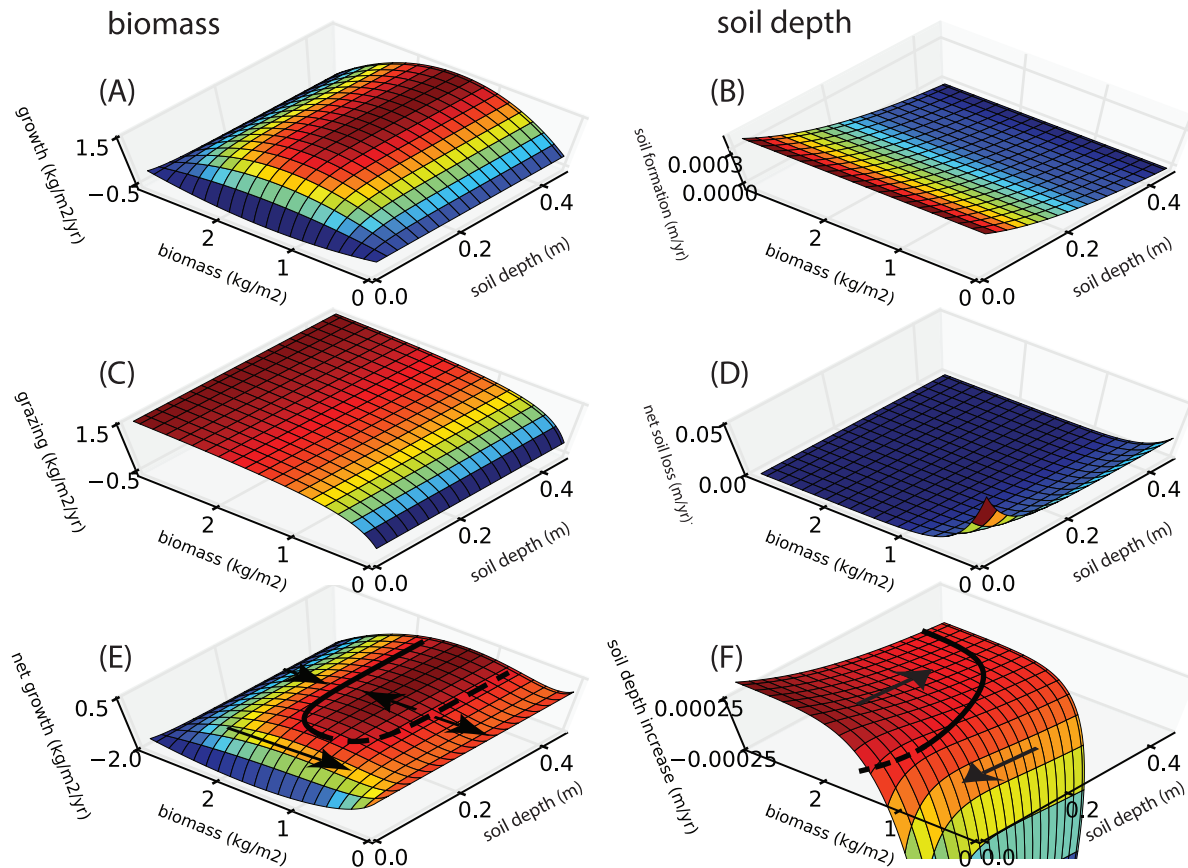 biomass
soil depth
(A)
growth (kg/m2/yr)
1.5
−0.5
2
1
0
biomass (kg/m2)
0.0
0.2
0.4
soil depth (m)
(B)
soil formation (m/yr)
0.0003
0.0000
2
1
0
biomass (kg/m2)
0.0
0.2
0.4
soil depth (m)
(C)
grazing (kg/m2/yr)
1.5
−0.5
2
1
0
biomass (kg/m2)
0.0
0.2
0.4
soil depth (m)
(D)
net soil loss (m/yr)
0.05
0.00
2
1
0
biomass (kg/m2)
0.0
0.2
0.4
soil depth (m)
(E)
net growth (kg/m2/yr)
0.5
−2.0
2
1
0
biomass (kg/m2)
0.0
0.2
0.4
soil depth (m)
(F)
soil depth increase (m/yr)
0.00025
−0.00025
2
1
0
biomass (kg/m2)
0.0
0.2
0.4
soil depth (m)